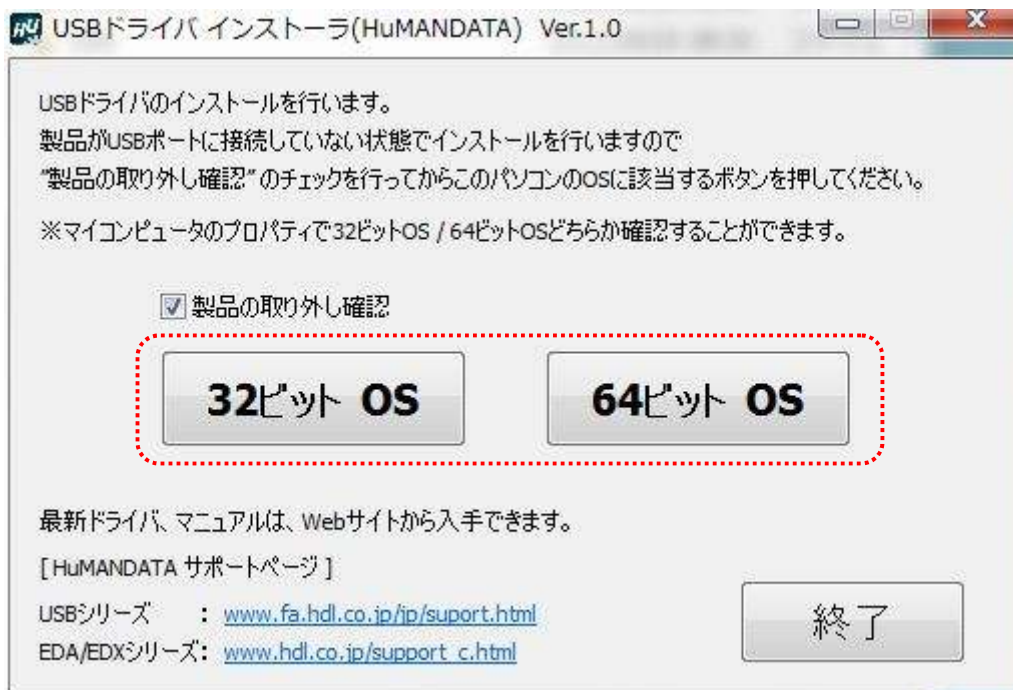 USBドライバ インストーラ(HuMANDATA) Ver.1.0
USBドライバのインストールを行います。
製品がUSBポートに接続していない状態でインストールを行いますので
"製品の取り外し確認" のチェックを行ってからこのパソコンのOSに該当するボタンを押してください。
※マイコンピュータのプロパティで32ビットOS / 64ビットOSどちらか確認することができます。
製品の取り外し確認
32ビット OS 64ビット OS
最新ドライバ、マニュアルは、Webサイトから入手できます。
[ HuMANDATA サポートページ ]
USBシリーズ : www.fa.hdl.co.jp/jp/suport.html
EDA/EDXシリーズ: www.hdl.co.jp/support_c.html
終了